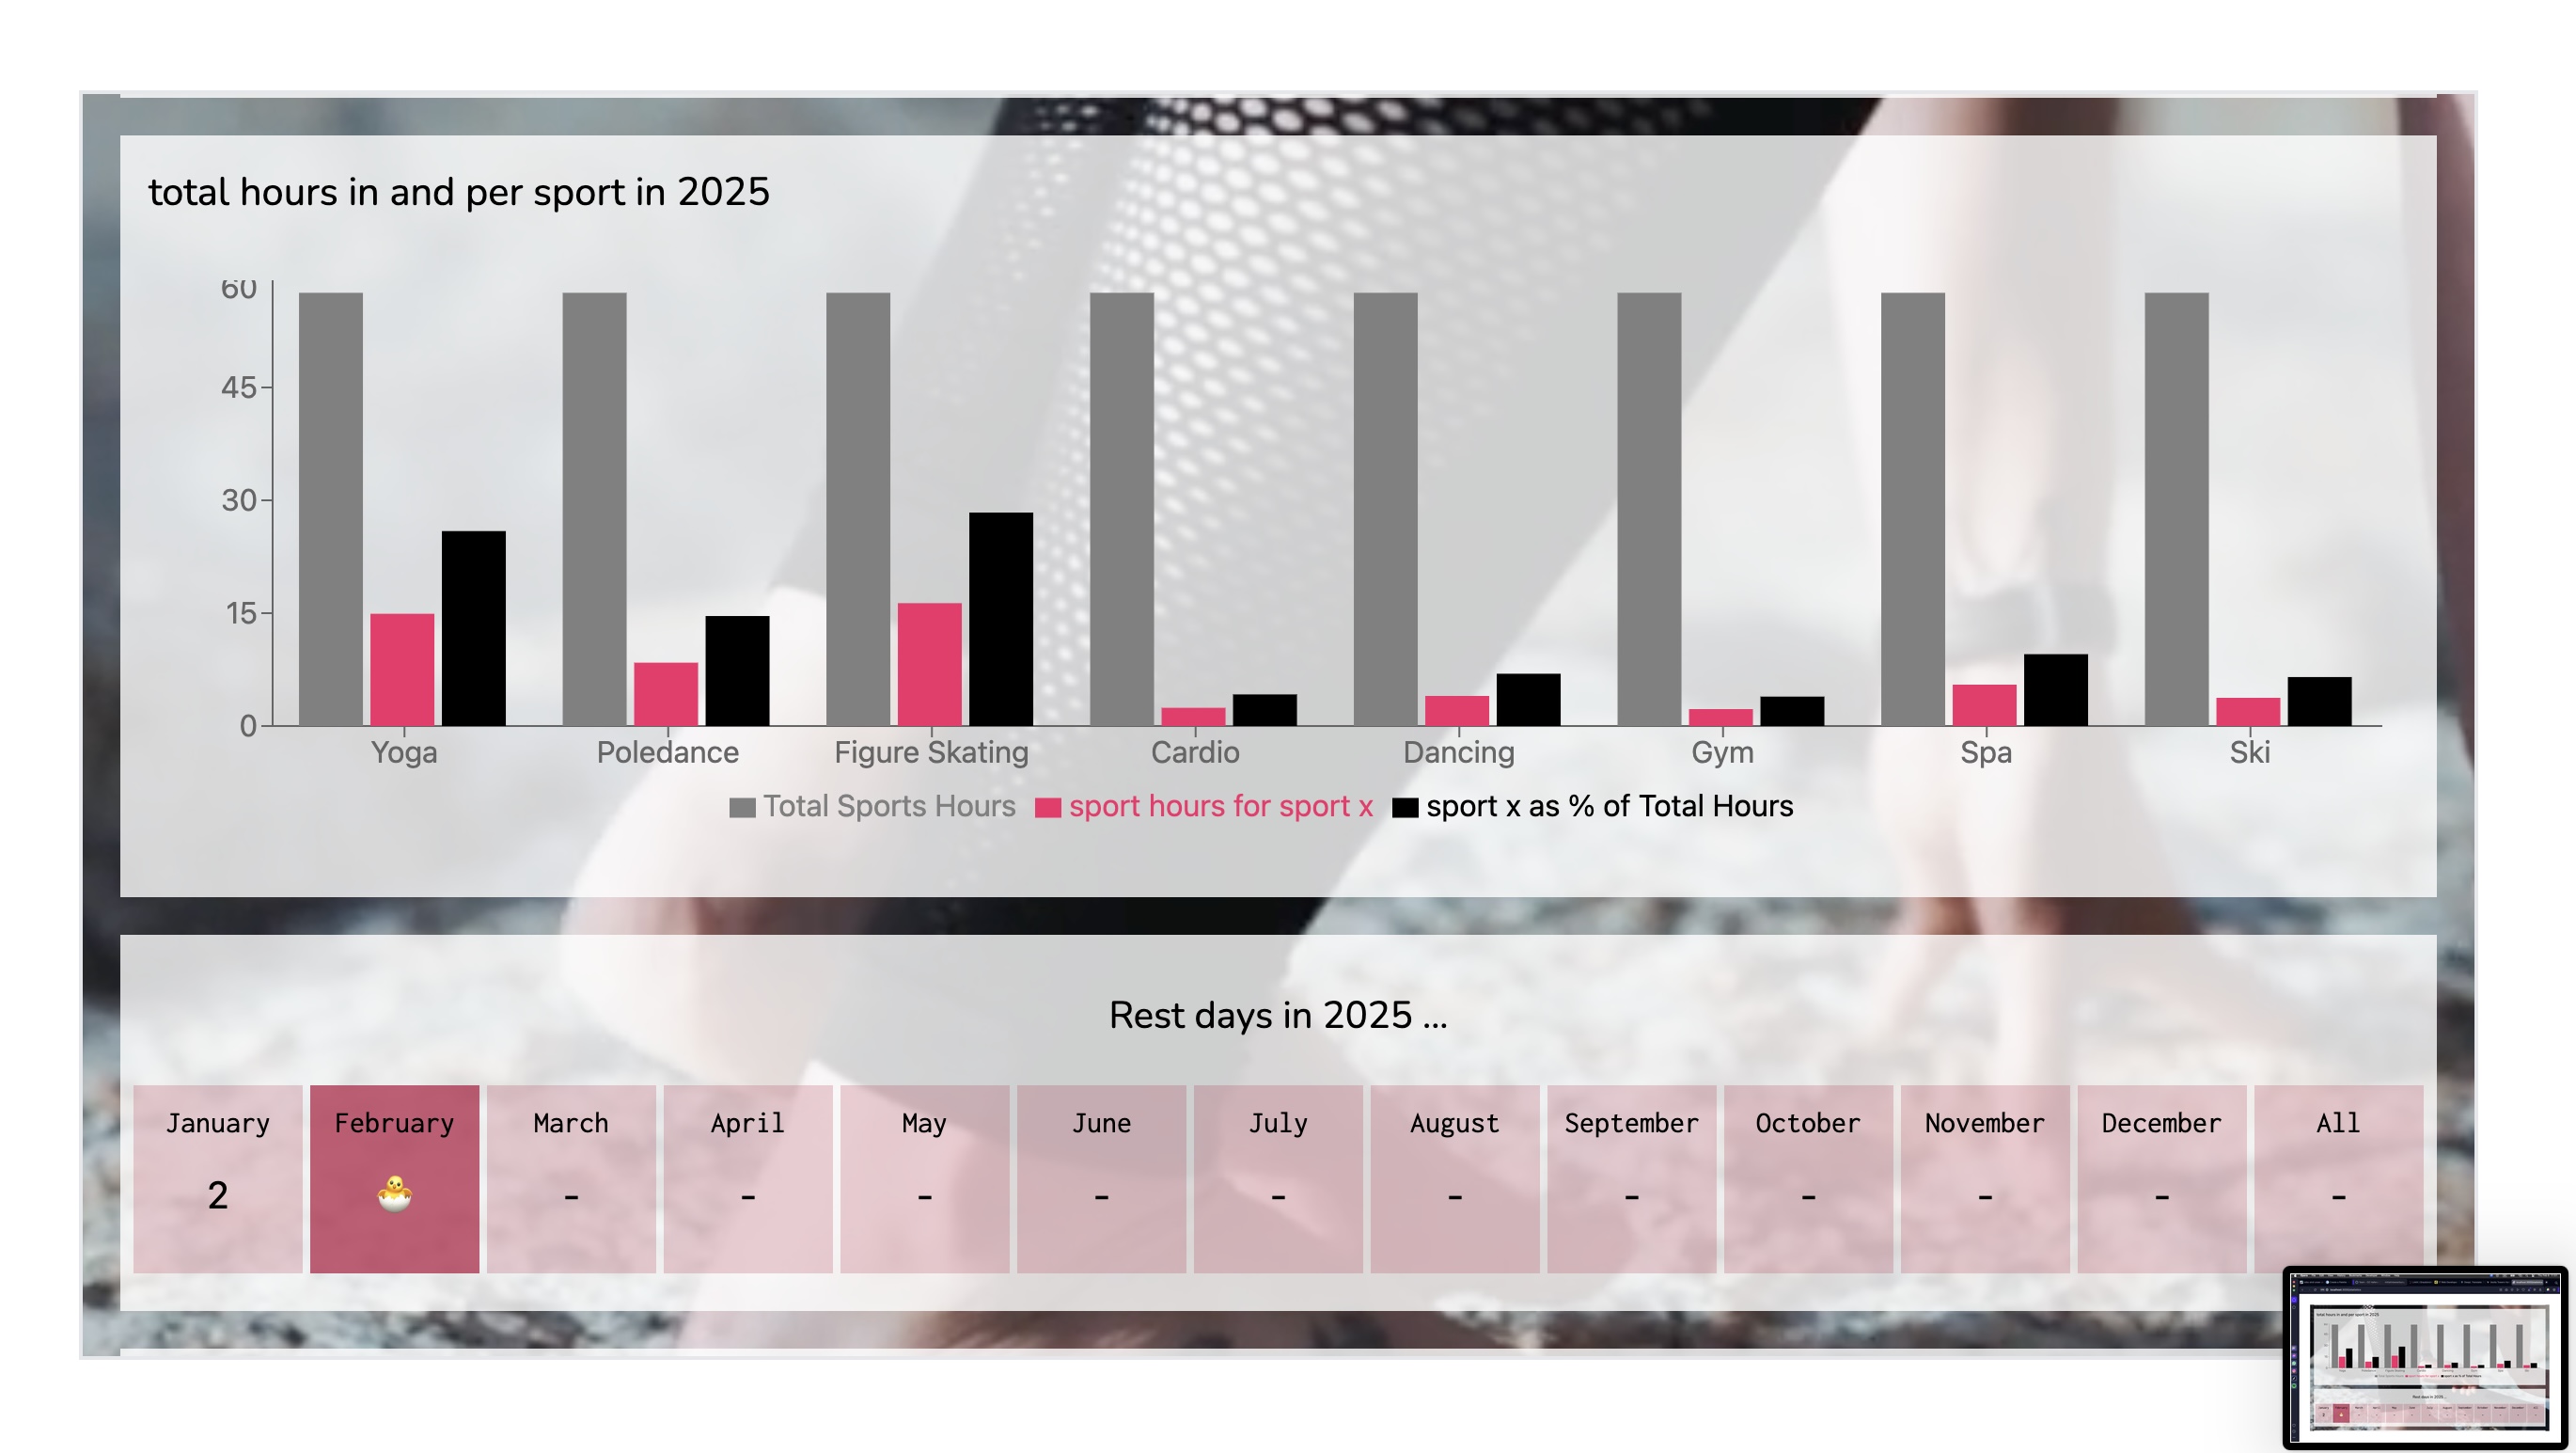 total hours in and per sport in 2025
60
45
30
15
0
Yoga Poledance Figure Skating Cardio Dancing Gym Spa Ski
Total Sports Hours sport hours for sport x sport x as % of Total Hours
Rest days in 2025 ...
January February March April May June July August September October November December All
2 - - - - - - - - - - -